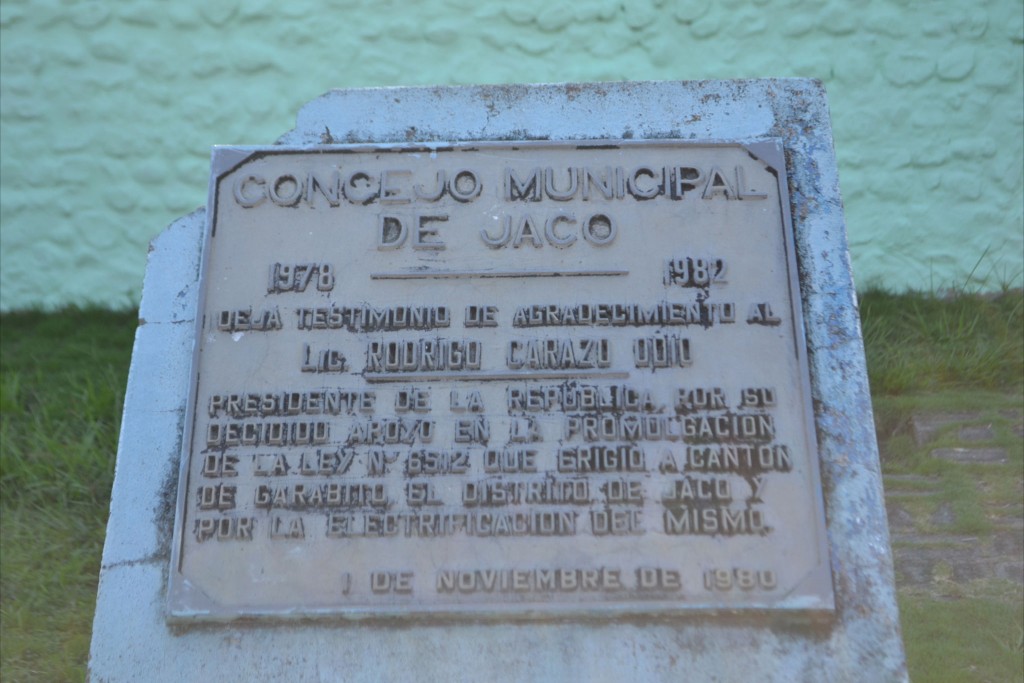 CONCEJO MUNICIPAL
DE JACO
1978 1982
DEJA TESTIMONIO DE AGRADECIMIENTO AL
LIC. RODRIGO CARAZO ODIO
PRESIDENTE DE LA REPÚBLICA, POR SU
DECIDIDO APOYO EN LA PROMULGACION
DE LA LEY Nº 6512 QUE ERIGIO A CANTON
DE GARABITO, EL DISTRITO DE JACO Y
POR LA ELECTRIFICACION DEL MISMO.
1 DE NOVIEMBRE DE 1980